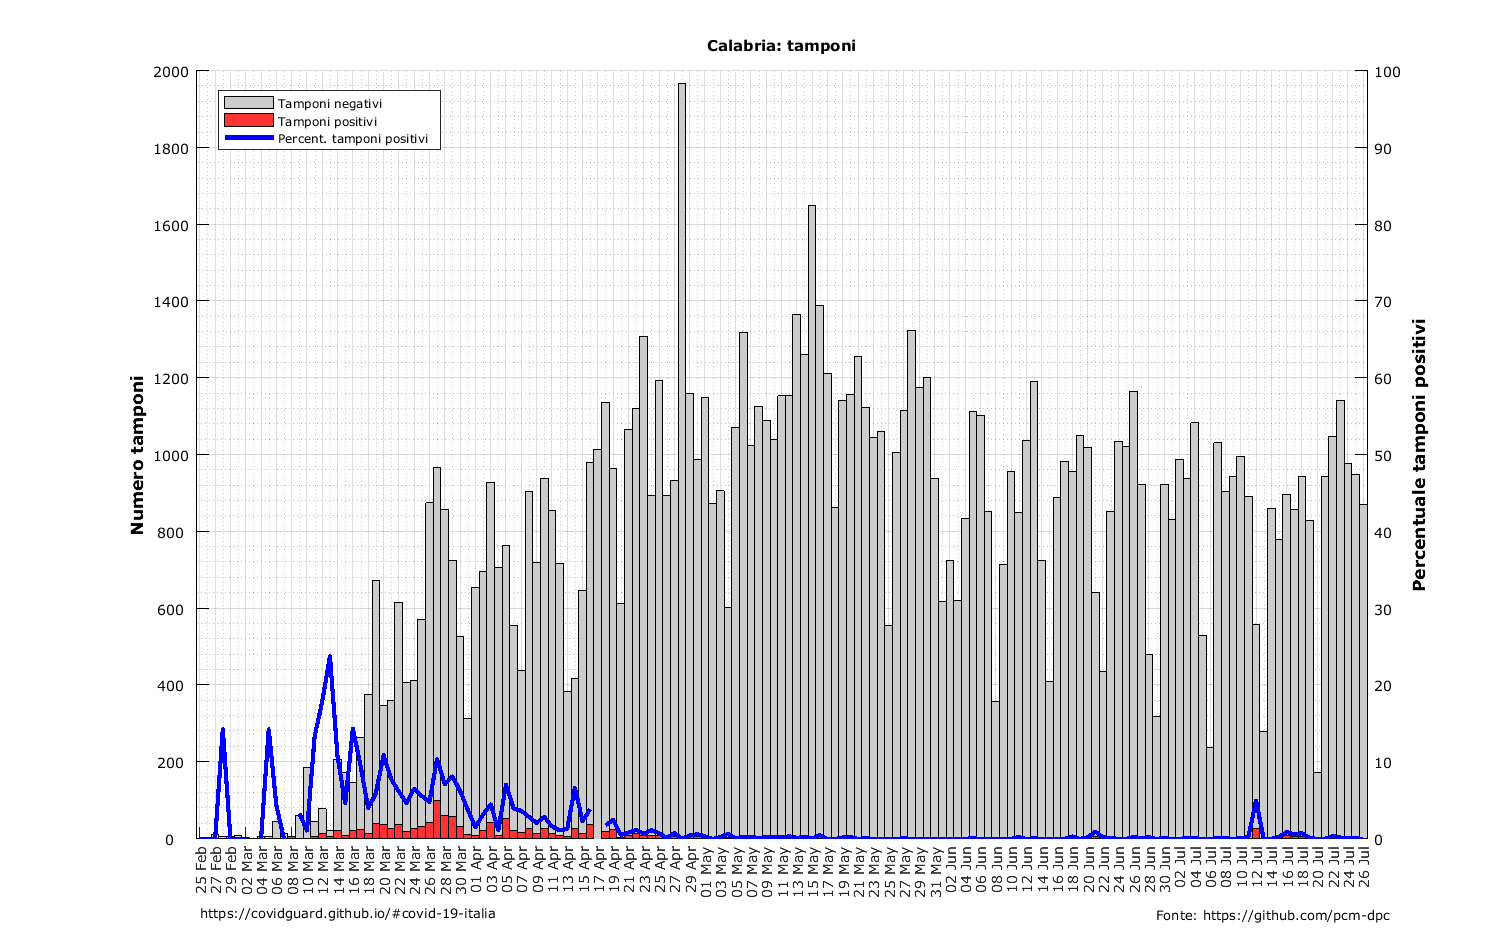 Calabria: tamponi
Tamponi negativi
Tamponi positivi
Percent. tamponi positivi
Numero tamponi
2000
1800
1600
1400
1200
1000
800
600
400
200
0
Percentuale tamponi positivi
100
90
80
70
60
50
40
30
20
10
0
25 Feb
27 Feb
29 Feb
02 Mar
04 Mar
06 Mar
08 Mar
10 Mar
12 Mar
14 Mar
16 Mar
18 Mar
20 Mar
22 Mar
24 Mar
26 Mar
28 Mar
30 Mar
01 Apr
03 Apr
05 Apr
07 Apr
09 Apr
11 Apr
13 Apr
15 Apr
17 Apr
19 Apr
21 Apr
23 Apr
25 Apr
27 Apr
29 Apr
01 May
03 May
05 May
07 May
09 May
11 May
13 May
15 May
17 May
19 May
21 May
23 May
25 May
27 May
29 May
31 May
02 Jun
04 Jun
06 Jun
08 Jun
10 Jun
12 Jun
14 Jun
16 Jun
18 Jun
20 Jun
22 Jun
24 Jun
26 Jun
28 Jun
30 Jun
02 Jul
04 Jul
06 Jul
08 Jul
10 Jul
12 Jul
14 Jul
16 Jul
18 Jul
20 Jul
22 Jul
24 Jul
26 Jul
https://covidguard.github.io/#covid-19-italia
Fonte: https://github.com/pcm-dpc